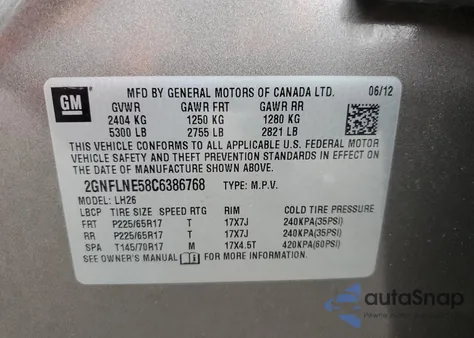 GM
MFD BY GENERAL MOTORS OF CANADA LTD. 06/12
GVWR GAWR FRT GAWR RR
2404 KG 1250 KG 1280 KG
5300 LB 2755 LB 2821 LB
THIS VEHICLE CONFORMS TO ALL APPLICABLE U.S. FEDERAL MOTOR
VEHICLE SAFETY AND THEFT PREVENTION STANDARDS IN EFFECT ON
THE DATE OF MANUFACTURE SHOWN ABOVE.
2GNFLNE58C6386768 TYPE: M.P.V.
MODEL: LH26
LBCP TIRE SIZE SPEED RTG RIM COLD TIRE PRESSURE
FRT P225/65R17 T 17X7J 240KPA(35PSI)
RR P225/65R17 T 17X7J 240KPA(35PSI)
SPA T145/70R17 M 17X4.5T 420KPA(60PSI)
SEE OWNER'S MANUAL FOR MORE INFORMATION.
autoSnap